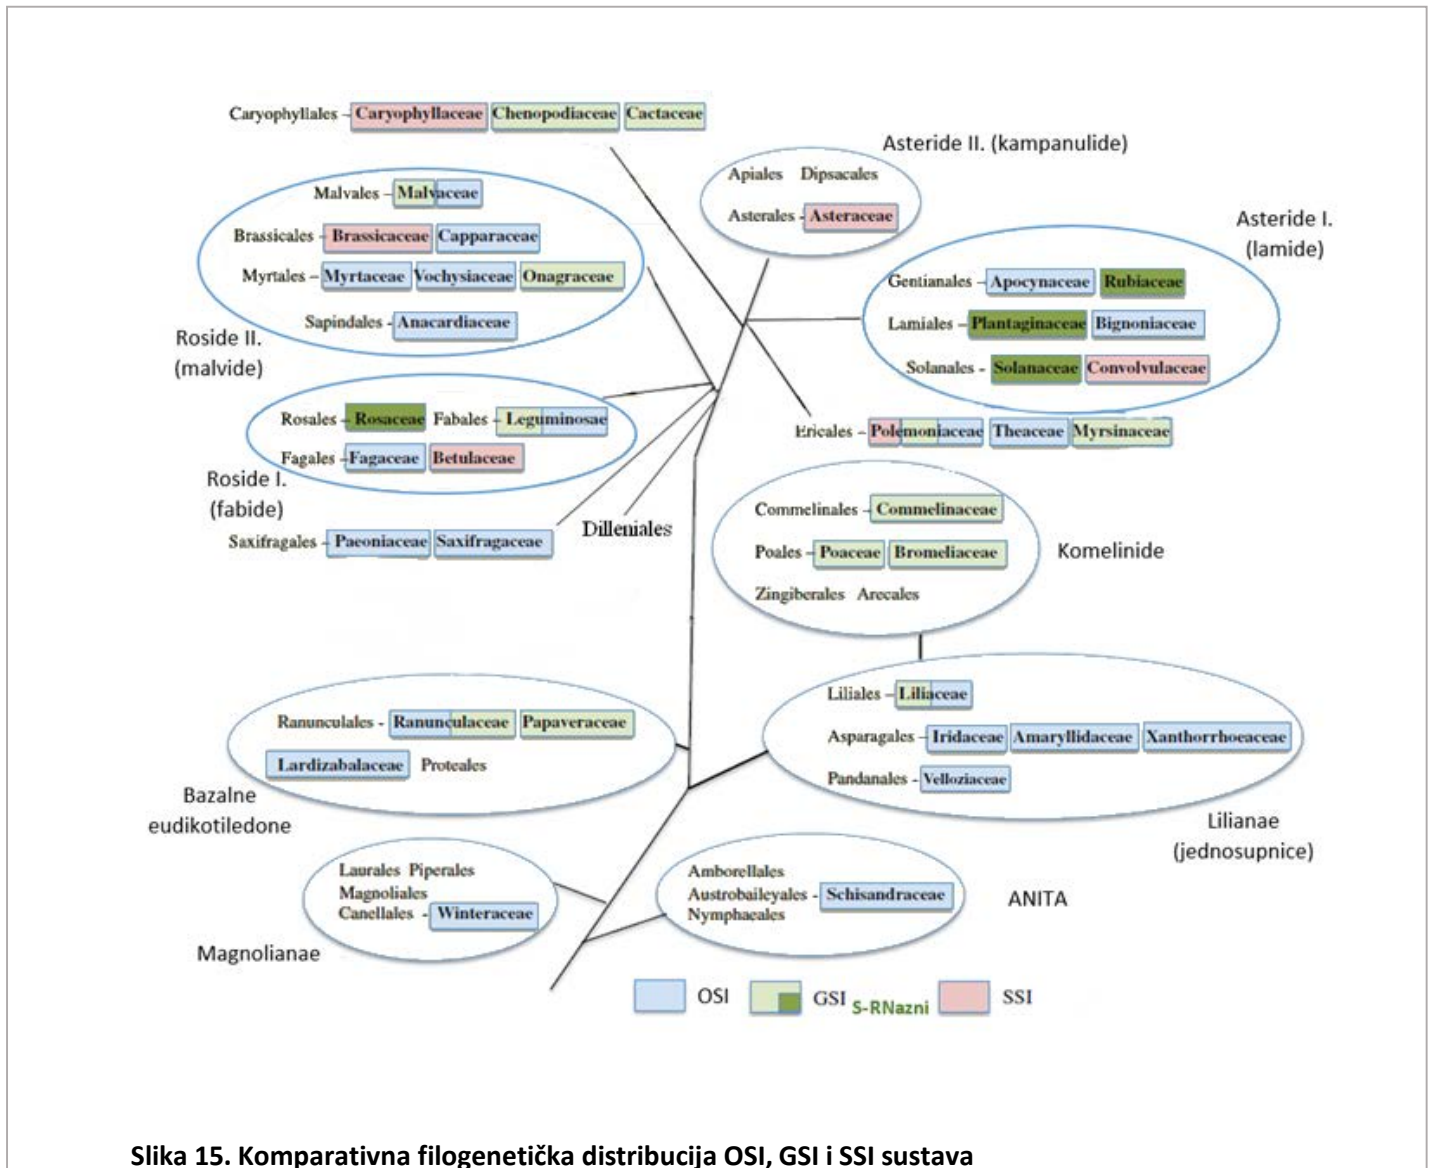 Caryophyllales – Caryophyllaceae Chenopodiaceae Cactaceae
Asteride II. (kampanulide)
Apiales Dipsacales
Asterales - Asteraceae
Malvales – Malvaceae
Brassicales – Brassicaceae Capparaceae
Myrtales – Myrtaceae Vochysiaceae Onagraceae
Sapindales - Anacardiaceae
Roside II.
(malvide)
Asteride I.
(lamide)
Gentianales – Apocynaceae Rubiaceae
Lamiales – Plantaginaceae Bignoniaceae
Solanales - Solanaceae Convolvulaceae
Rosales – Rosaceae Fabales – Leguminosae
Fagales – Fagaceae Betulaceae
Roside I.
(fabide)
Ericales – Polemoniaceae Theaceae Myrsinaceae
Saxifragales – Paeoniaceae Saxifragaceae
Dilleniales
Commelinales – Commelinaceae
Poales – Poaceae Bromeliaceae
Zingiberales Arecales
Komelinide
Ranunculales - Ranunculaceae Papaveraceae
Lardizabalaceae Proteales
Bazalne
eudikotiledone
Liliales – Liliaceae
Asparagales – Iridaceae Amaryllidaceae Xanthorrhoeaceae
Pandanales - Velloziaceae
Lilianae
(jednosupnice)
Laurales Piperales
Magnoliales
Canellales - Winteraceae
Magnolianae
Amborellales
Austrobaileyales - Schisandraceae
Nymphaeales
ANITA
OSI GSI S-RNazni SSI
Slika 15. Komparativna filogenetička distribucija OSI, GSI i SSI sustava